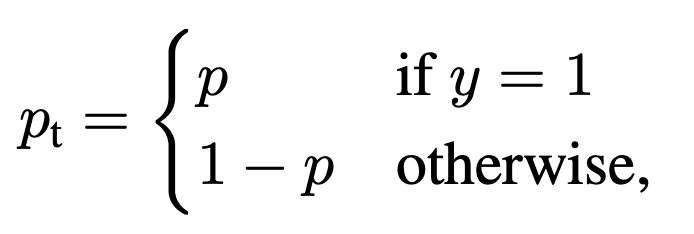 p_t = { p if y = 1
1 − p otherwise,